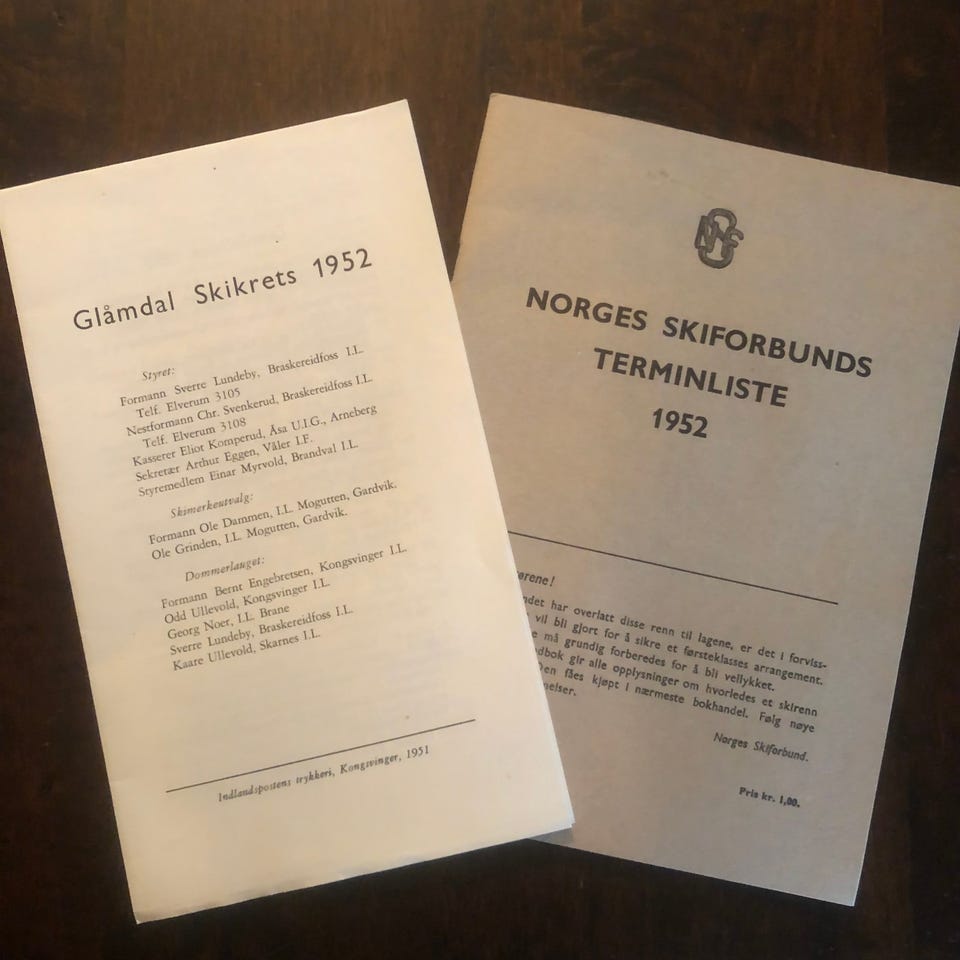 Glåmdal Skikrets 1952
Styret:
Formann Sverre Lundeby, Braskereidfoss I.L.
Telf. Elverum 3105
Nestformann Chr. Svenkerud, Braskereidfoss I.L.
Telf. Elverum 3108
Kasserer Eliot Komperud, Åsa U.I.G., Arneberg
Sekretær Arthur Eggen, Våler I.F.
Styremedlem Einar Myrvold, Brandval I.L.
Skimerkeutvalg:
Formann Ole Dammen, I.L. Mogutten, Gardvik.
Ole Grinden, I.L. Mogutten, Gardvik.
Dommerlauget:
Formann Bernt Engebretsen, Kongsvinger I.L.
Odd Ullevold, Kongsvinger I.L.
Georg Noer, I.L. Brane
Sverre Lundeby, Braskereidfoss I.L.
Kaare Ullevold, Skarnes I.L.
Indlandspostens trykkeri, Kongsvinger, 1951
NSF
NORGES SKIFORBUNDS
TERMINLISTE
1952
ørene!
ndet har overlatt disse renn til lagene, er det i forviss-
vil bli gjort for å sikre et førsteklasses arrangement.
e må grundig forberedes for å bli vellykket.
dbok gir alle opplysninger om hvorledes et skirenn
Den fåes kjøpt i nærmeste bokhandel. Følg nøye
nelser.
Norges Skiforbund.
Pris kr. 1,00.